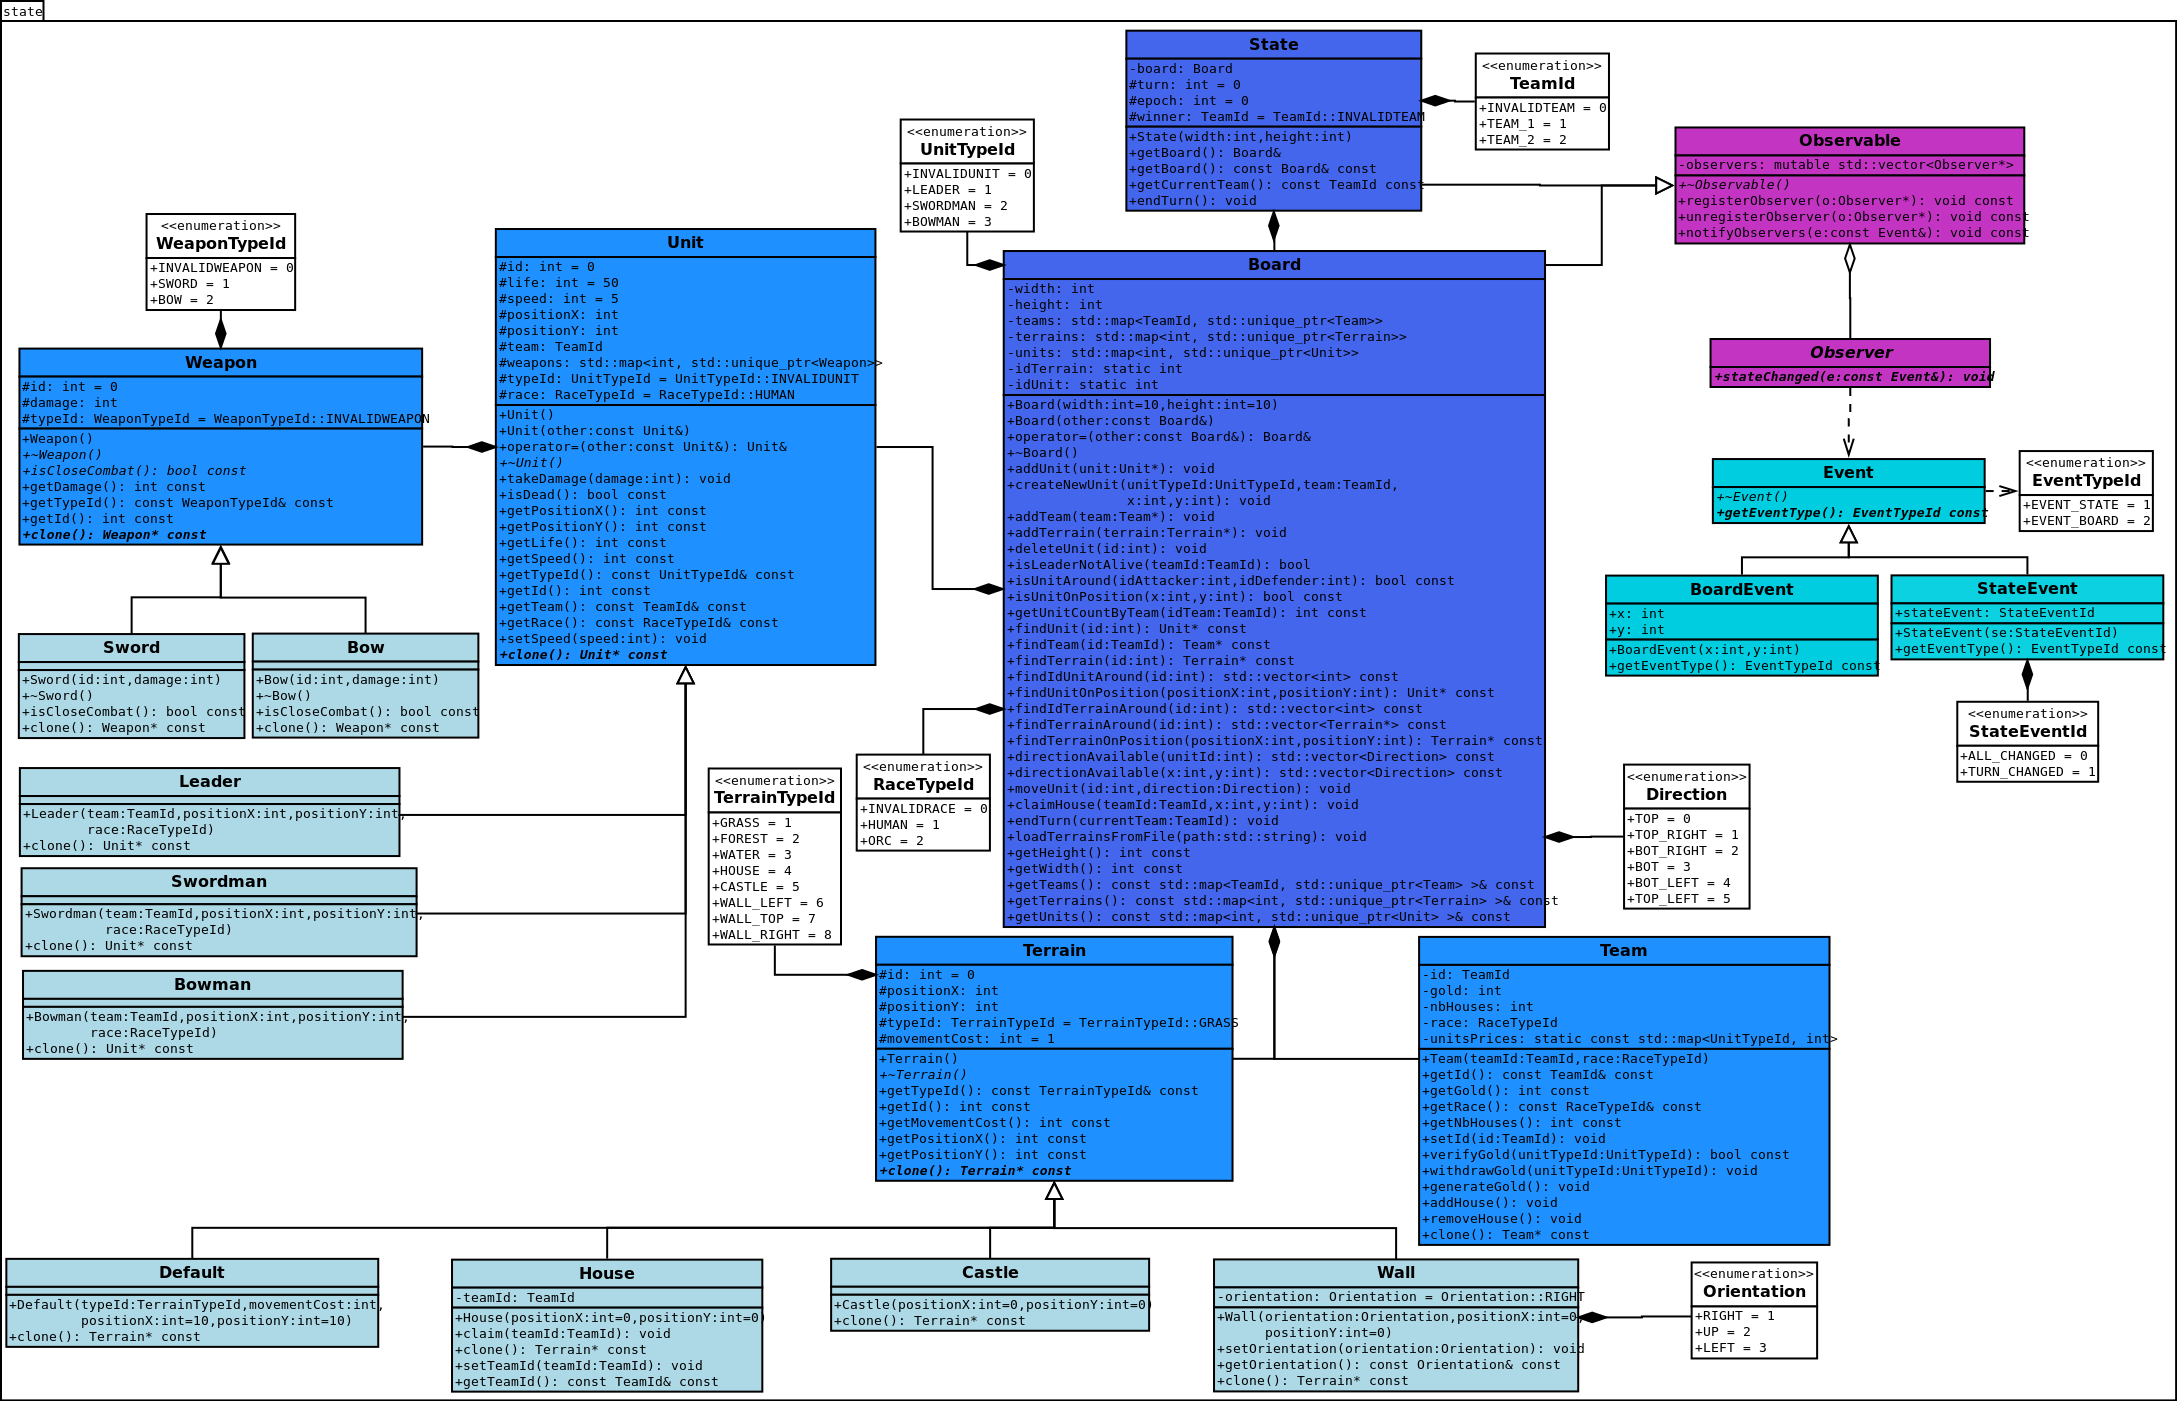 state
State
-board: Board
#turn: int = 0
#epoch: int = 0
#winner: TeamId = TeamId::INVALIDTEAM
+State(width:int,height:int)
+getBoard(): Board&
+getBoard(): const Board& const
+getCurrentTeam(): const TeamId const
+endTurn(): void
<<enumeration>>
TeamId
+INVALIDTEAM = 0
+TEAM_1 = 1
+TEAM_2 = 2
<<enumeration>>
UnitTypeId
+INVALIDUNIT = 0
+LEADER = 1
+SWORDMAN = 2
+BOWMAN = 3
Observable
-observers: mutable std::vector<Observer*>
+~Observable()
+registerObserver(o:Observer*): void const
+unregisterObserver(o:Observer*): void const
+notifyObservers(e:const Event&): void const
<<enumeration>>
WeaponTypeId
+INVALIDWEAPON = 0
+SWORD = 1
+BOW = 2
Unit
#id: int = 0
#life: int = 50
#speed: int = 5
#positionX: int
#positionY: int
#team: TeamId
#weapons: std::map<int, std::unique_ptr<Weapon>>
#typeId: UnitTypeId = UnitTypeId::INVALIDUNIT
#race: RaceTypeId = RaceTypeId::HUMAN
+Unit()
+Unit(other:const Unit&)
+operator=(other:const Unit&): Unit&
+~Unit()
+takeDamage(damage:int): void
+isDead(): bool const
+getPositionX(): int const
+getPositionY(): int const
+getLife(): int const
+getSpeed(): int const
+getTypeId(): const UnitTypeId& const
+getId(): int const
+getTeam(): const TeamId& const
+getRace(): const RaceTypeId& const
+setSpeed(speed:int): void
+clone(): Unit* const
Board
-width: int
-height: int
-teams: std::map<TeamId, std::unique_ptr<Team>>
-terrains: std::map<int, std::unique_ptr<Terrain>>
-units: std::map<int, std::unique_ptr<Unit>>
-idTerrain: static int
-idUnit: static int
+Board(width:int=10,height:int=10)
+Board(other:const Board&)
+operator=(other:const Board&): Board&
+~Board()
+addUnit(unit:Unit*): void
+createNewUnit(unitTypeId:UnitTypeId,team:TeamId,
x:int,y:int): void
+addTeam(team:Team*): void
+addTerrain(terrain:Terrain*): void
+deleteUnit(id:int): void
+isLeaderNotAlive(teamId:TeamId): bool
+isUnitAround(idAttacker:int,idDefender:int): bool const
+isUnitOnPosition(x:int,y:int): bool const
+getUnitCountByTeam(idTeam:TeamId): int const
+findUnit(id:int): Unit* const
+findTeam(id:TeamId): Team* const
+findTerrain(id:int): Terrain* const
+findIdUnitAround(id:int): std::vector<int> const
+findUnitOnPosition(positionX:int,positionY:int): Unit* const
+findIdTerrainAround(id:int): std::vector<int> const
+findTerrainAround(id:int): std::vector<Terrain*> const
+findTerrainOnPosition(positionX:int,positionY:int): Terrain* const
+directionAvailable(unitId:int): std::vector<Direction> const
+directionAvailable(x:int,y:int): std::vector<Direction> const
+moveUnit(id:int,direction:Direction): void
+claimHouse(teamId:TeamId,x:int,y:int): void
+endTurn(currentTeam:TeamId): void
+loadTerrainsFromFile(path:std::string): void
+getHeight(): int const
+getWidth(): int const
+getTeams(): const std::map<TeamId, std::unique_ptr<Team> >& const
+getTerrains(): const std::map<int, std::unique_ptr<Terrain> >& const
+getUnits(): const std::map<int, std::unique_ptr<Unit> >& const
Observer
+stateChanged(e:const Event&): void
Weapon
#id: int = 0
#damage: int
#typeId: WeaponTypeId = WeaponTypeId::INVALIDWEAPON
+Weapon()
+~Weapon()
+isCloseCombat(): bool const
+getDamage(): int const
+getTypeId(): const WeaponTypeId& const
+getId(): int const
+clone(): Weapon* const
Event
+~Event()
+getEventType(): EventTypeId const
<<enumeration>>
EventTypeId
+EVENT_STATE = 1
+EVENT_BOARD = 2
BoardEvent
+x: int
+y: int
+BoardEvent(x:int,y:int)
+getEventType(): EventTypeId const
StateEvent
+stateEvent: StateEventId
+StateEvent(se:StateEventId)
+getEventType(): EventTypeId const
Sword
+Sword(id:int,damage:int)
+~Sword()
+isCloseCombat(): bool const
+clone(): Weapon* const
Bow
+Bow(id:int,damage:int)
+~Bow()
+isCloseCombat(): bool const
+clone(): Weapon* const
<<enumeration>>
StateEventId
+ALL_CHANGED = 0
+TURN_CHANGED = 1
Leader
+Leader(team:TeamId,positionX:int,positionY:int,
race:RaceTypeId)
+clone(): Unit* const
<<enumeration>>
TerrainTypeId
+GRASS = 1
+FOREST = 2
+WATER = 3
+HOUSE = 4
+CASTLE = 5
+WALL_LEFT = 6
+WALL_TOP = 7
+WALL_RIGHT = 8
<<enumeration>>
RaceTypeId
+INVALIDRACE = 0
+HUMAN = 1
+ORC = 2
<<enumeration>>
Direction
+TOP = 0
+TOP_RIGHT = 1
+BOT_RIGHT = 2
+BOT = 3
+BOT_LEFT = 4
+TOP_LEFT = 5
Swordman
+Swordman(team:TeamId,positionX:int,positionY:int,
race:RaceTypeId)
+clone(): Unit* const
Bowman
+Bowman(team:TeamId,positionX:int,positionY:int,
race:RaceTypeId)
+clone(): Unit* const
Terrain
#id: int = 0
#positionX: int
#positionY: int
#typeId: TerrainTypeId = TerrainTypeId::GRASS
#movementCost: int = 1
+Terrain()
+~Terrain()
+getTypeId(): const TerrainTypeId& const
+getId(): int const
+getMovementCost(): int const
+getPositionX(): int const
+getPositionY(): int const
+clone(): Terrain* const
Team
-id: TeamId
-gold: int
-nbHouses: int
-race: RaceTypeId
-unitsPrices: static const std::map<UnitTypeId, int>
+Team(teamId:TeamId,race:RaceTypeId)
+getId(): const TeamId& const
+getGold(): int const
+getRace(): const RaceTypeId& const
+getNbHouses(): int const
+setId(id:TeamId): void
+verifyGold(unitTypeId:UnitTypeId): bool const
+withdrawGold(unitTypeId:UnitTypeId): void
+generateGold(): void
+addHouse(): void
+removeHouse(): void
+clone(): Team* const
Default
+Default(typeId:TerrainTypeId,movementCost:int,
positionX:int=10,positionY:int=10)
+clone(): Terrain* const
House
-teamId: TeamId
+House(positionX:int=0,positionY:int=0)
+claim(teamId:TeamId): void
+clone(): Terrain* const
+setTeamId(teamId:TeamId): void
+getTeamId(): const TeamId& const
Castle
+Castle(positionX:int=0,positionY:int=0)
+clone(): Terrain* const
Wall
-orientation: Orientation = Orientation::RIGHT
+Wall(orientation:Orientation,positionX:int=0,
positionY:int=0)
+setOrientation(orientation:Orientation): void
+getOrientation(): const Orientation& const
+clone(): Terrain* const
<<enumeration>>
Orientation
+RIGHT = 1
+UP = 2
+LEFT = 3